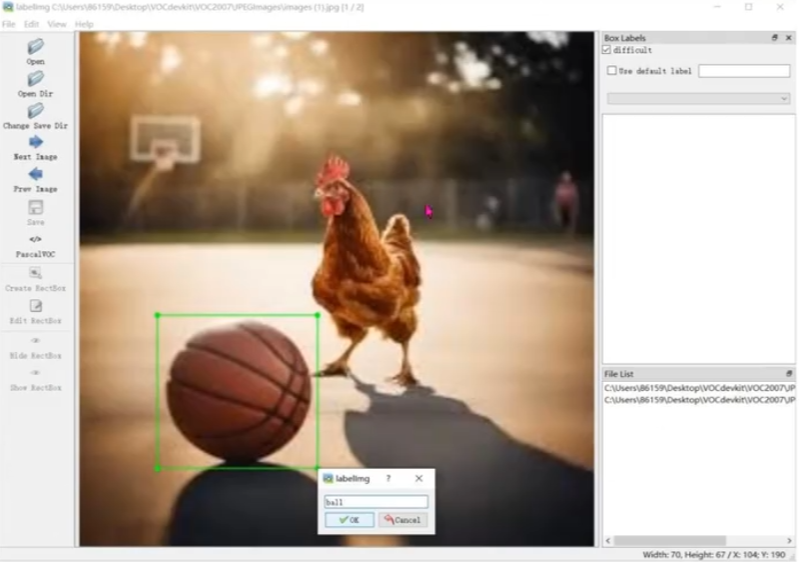 labelImg C:\Users\86159\Desktop\VOCdevkit\VOC2007\JPEGImages\images (1).jpg [1 / 2]
File Edit View Help
Open
Open Dir
Change Save Dir
Next Image
Prev Image
Save
</>
PascalVOC
Create RectBox
Edit RectBox
Hide RectBox
Show RectBox
Box Labels
difficult
Use default label
File List
C:\Users\86159\Desktop\VOCdevkit\VOC2007\JP
C:\Users\86159\Desktop\VOCdevkit\VOC2007\JP
labelImg ?
ball
OK Cancel
Width: 70, Height: 67 / X: 104; Y: 190